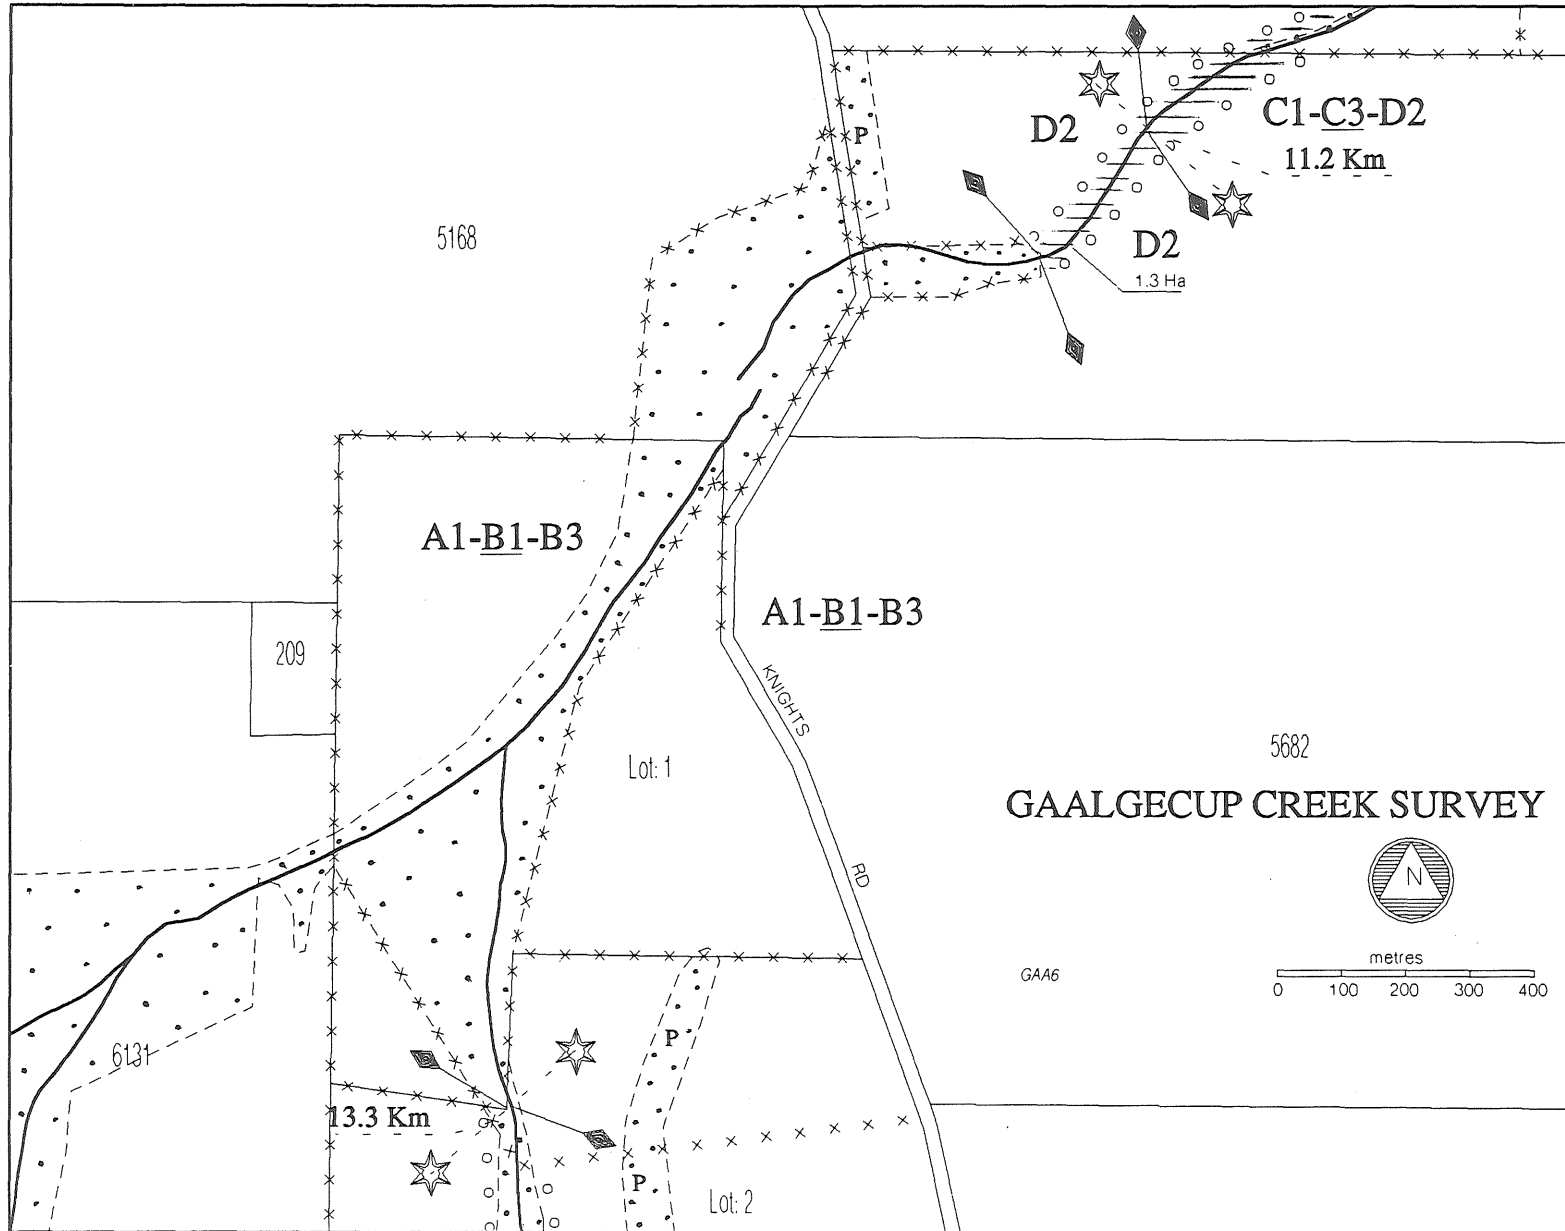 C1-C3-D2
D2
P
11.2 Km
5168
D2
1.3 Ha
A1-B1-B3
A1-B1-B3
209
KNIGHTS
5682
Lot: 1
GAALGECUP CREEK SURVEY
RD
N
metres
GAA6
0 100 200 300 400
P
6131
13.3 Km
P
Lot: 2